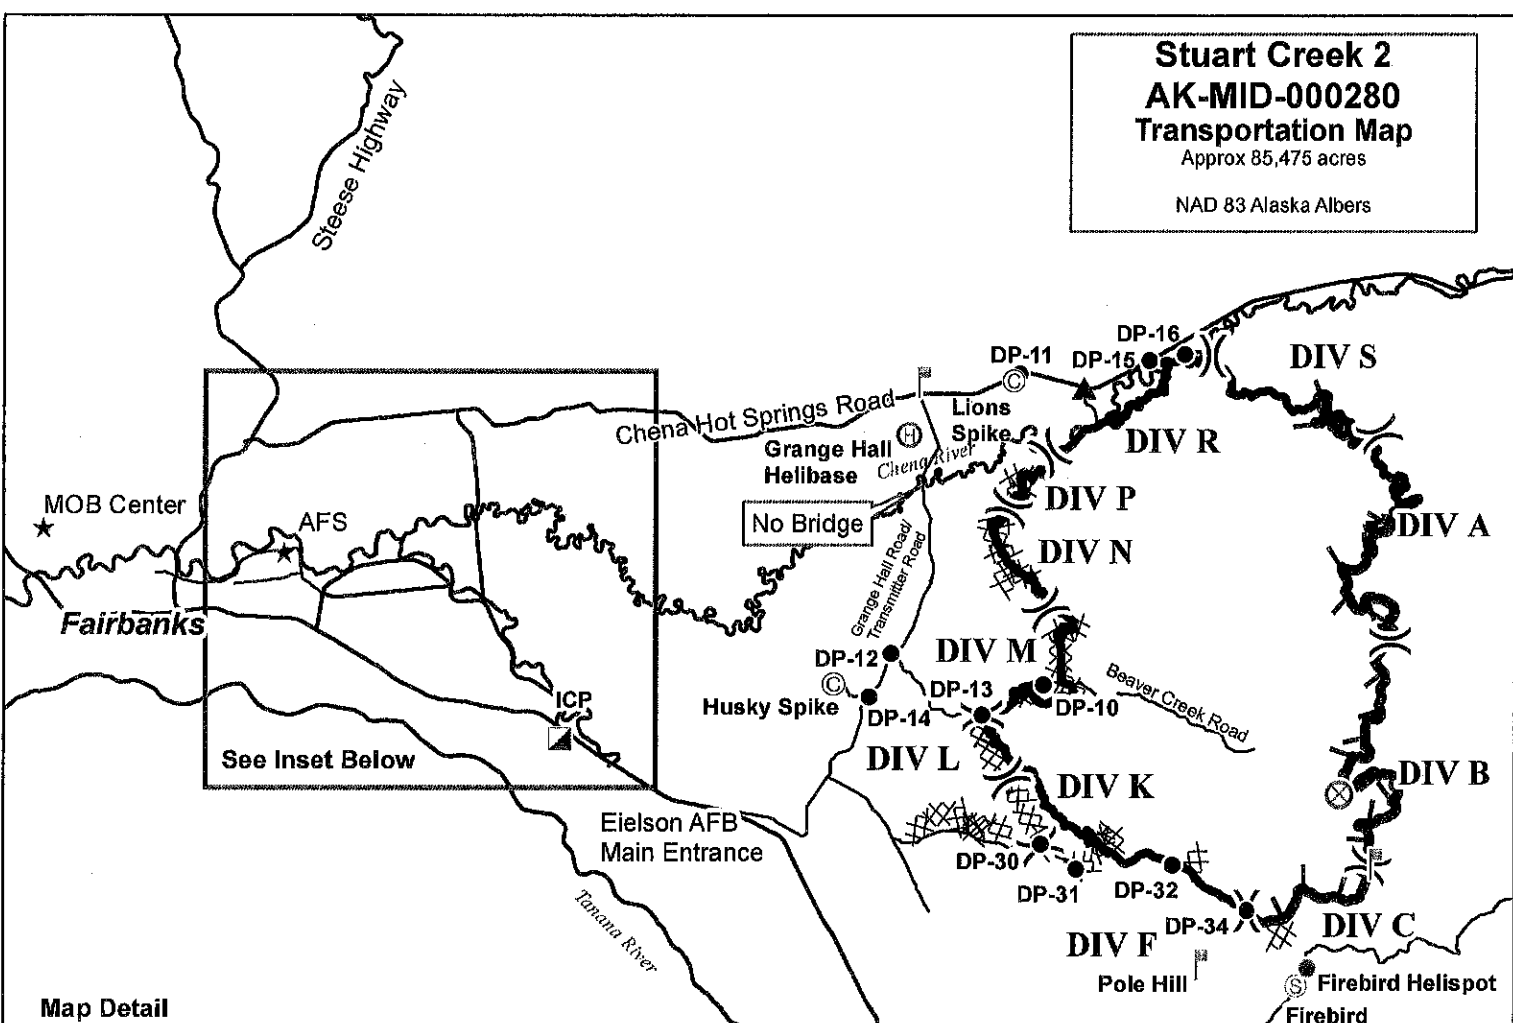 Stuart Creek 2
AK-MID-000280
Transportation Map
Approx 85,475 acres
NAD 83 Alaska Albers
Steese Highway
DP-16
DP-11
DP-15
DIV S
Chena Hot Springs Road
Lions
Spike
DIV R
Grange Hall
Helibase
H
C
Chena River
DIV P
MOB Center
AFS
No Bridge
DIV A
DIV N
Grange Hall Road/
Transmitter Road
Fairbanks
DP-12
DIV M
Beaver Creek Road
C
Husky Spike
DP-13
DP-14
DP-10
ICP
See Inset Below
DIV L
DIV K
DIV B
Eielson AFB
Main Entrance
DP-30
DP-31
DP-32
DP-34
DIV C
Tanana River
DIV F
Pole Hill
S
Firebird Helispot
Firebird
Map Detail